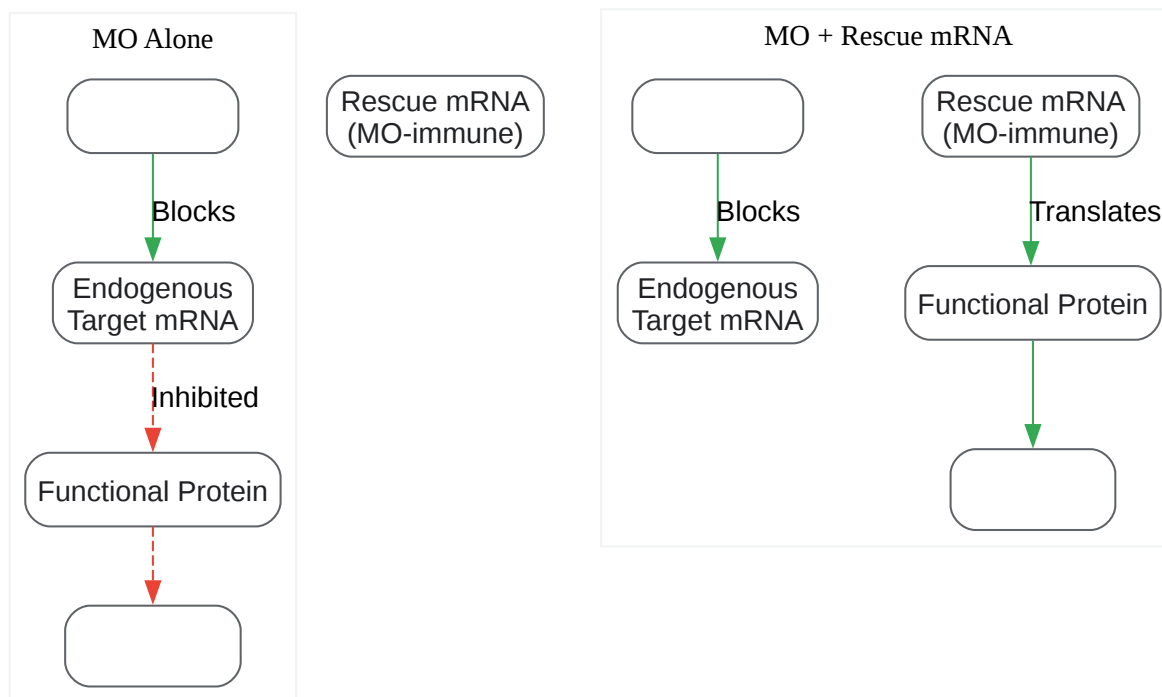 MO Alone
Blocks
Endogenous
Target mRNA
Inhibited
Functional Protein
Rescue mRNA
(MO-immune)
MO + Rescue mRNA
Blocks
Endogenous
Target mRNA
Rescue mRNA
(MO-immune)
Translates
Functional Protein